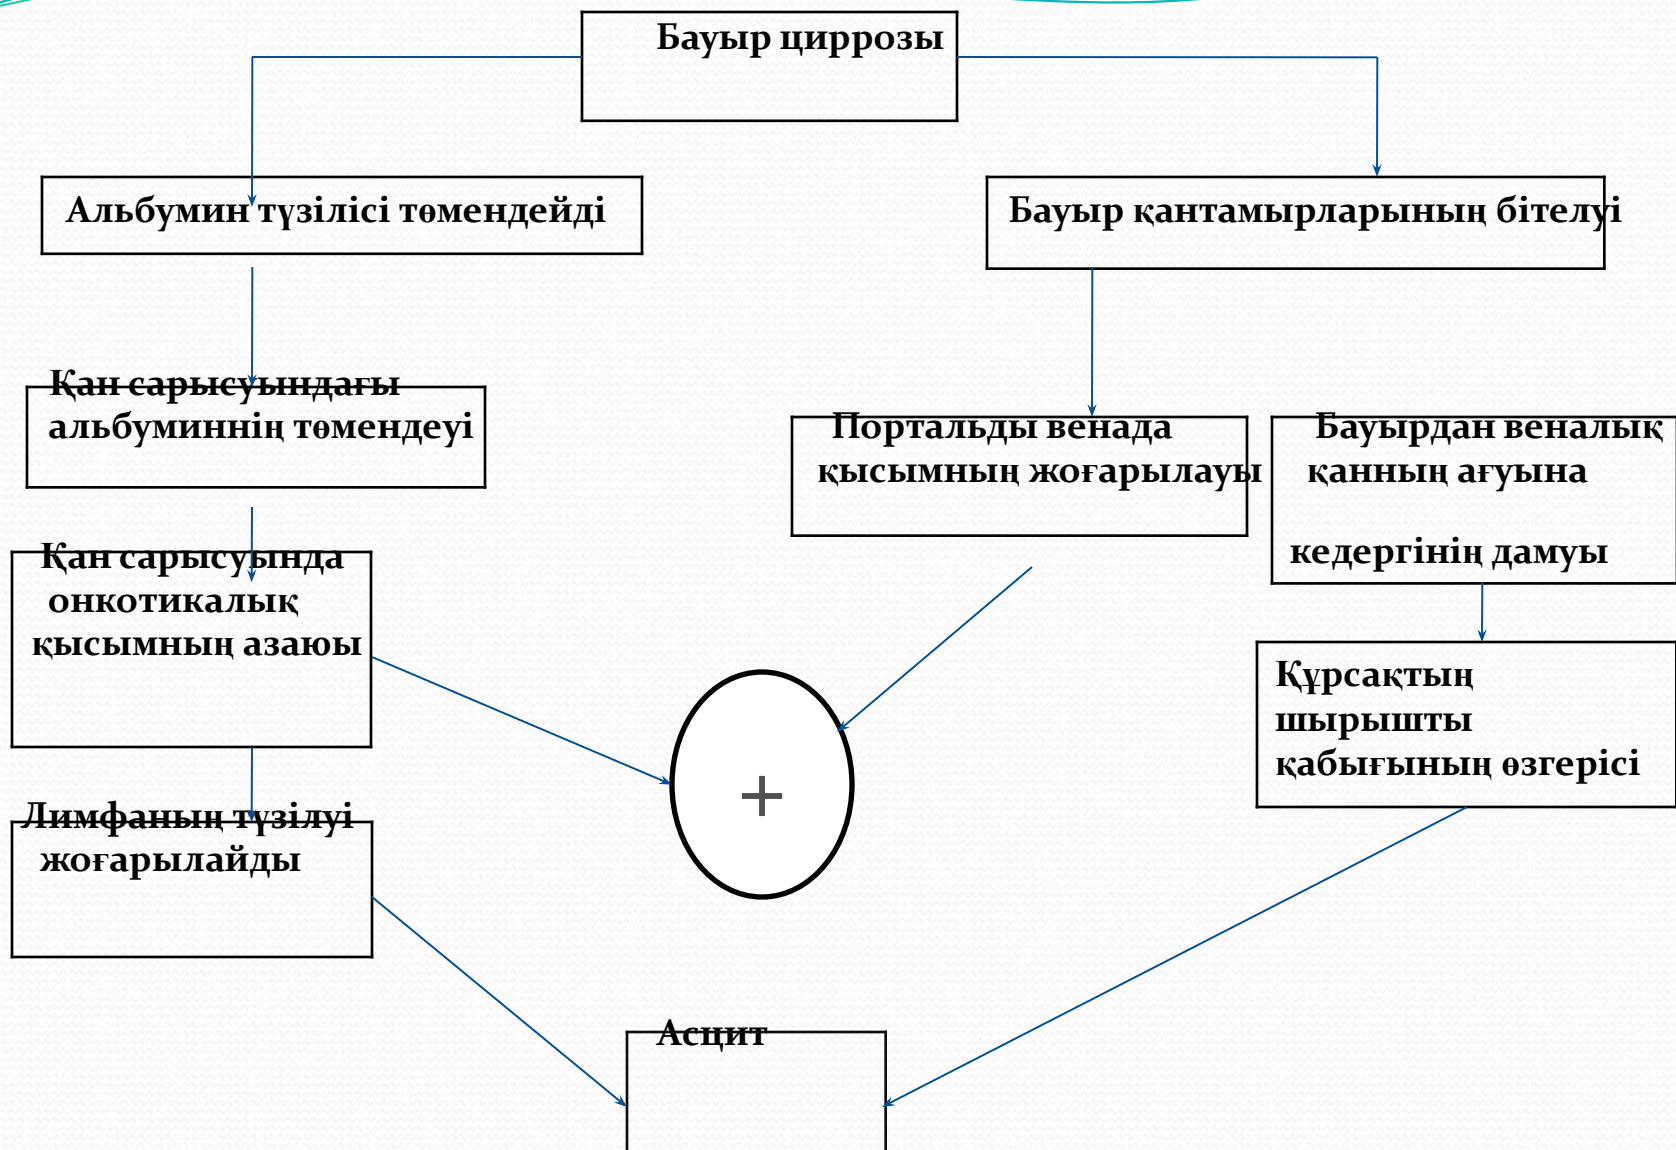 Бауыр циррозы
Альбумин түзілісі төмендейді
Бауыр қантамырларының бітелуі
Қан сарысуындағы
альбуминнің төмендеуі
Портальды венада
қысымның жоғарылауы
Бауырдан веналық
қанның ағуына
кедергінің дамуы
Қан сарысуында
онкотикалық
қысымның азаюы
Құрсақтың
шырышты
қабығының өзгерісі
+
Лимфаның түзілуі
жоғарылайды
Асцит